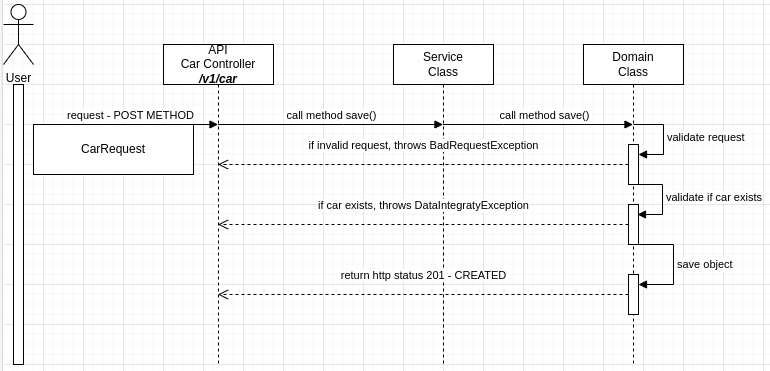 API
Car Controller
/v1/car
Service
Class
Domain
Class
User
request - POST METHOD
call method save()
call method save()
CarRequest
validate request
if invalid request, throws BadRequestException
validate if car exists
if car exists, throws DataIntegratyException
save object
return http status 201 - CREATED